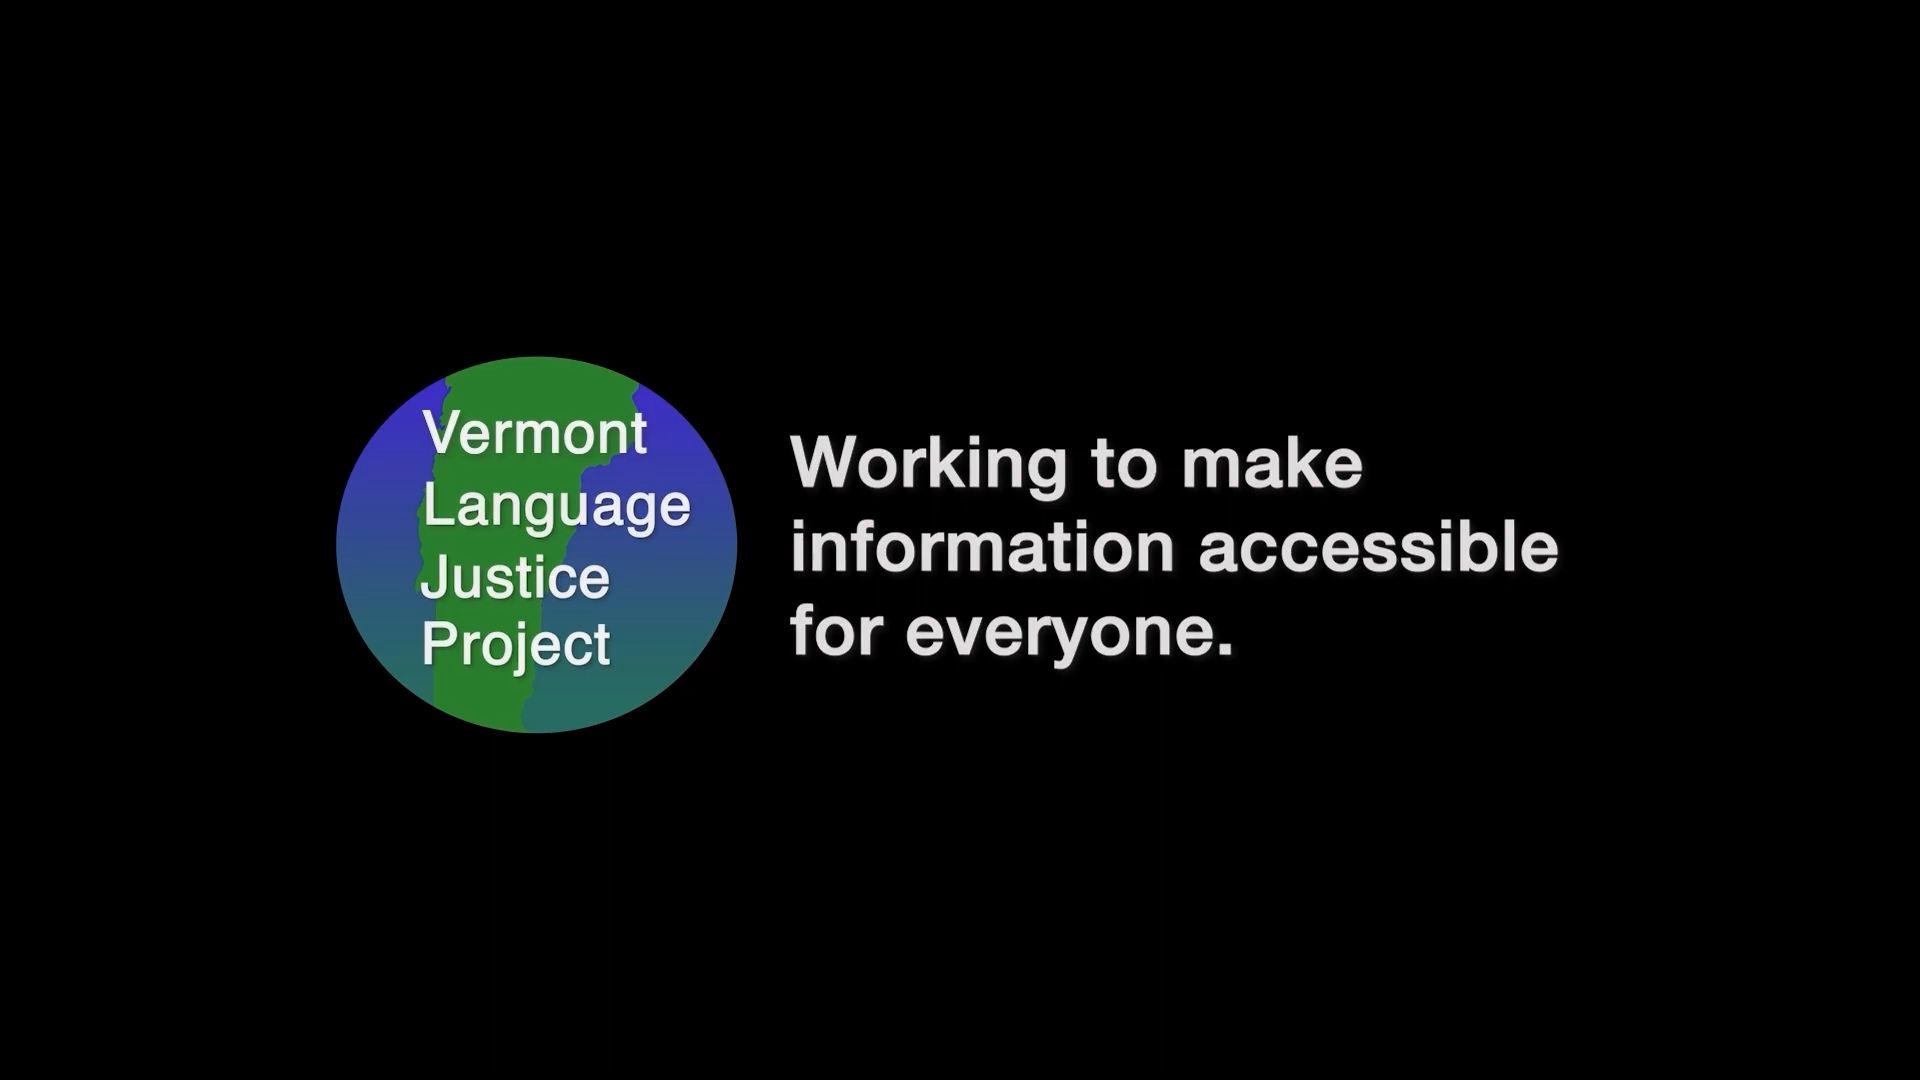 Vermont
Language
Justice
Project
Working to make
information accessible
for everyone.